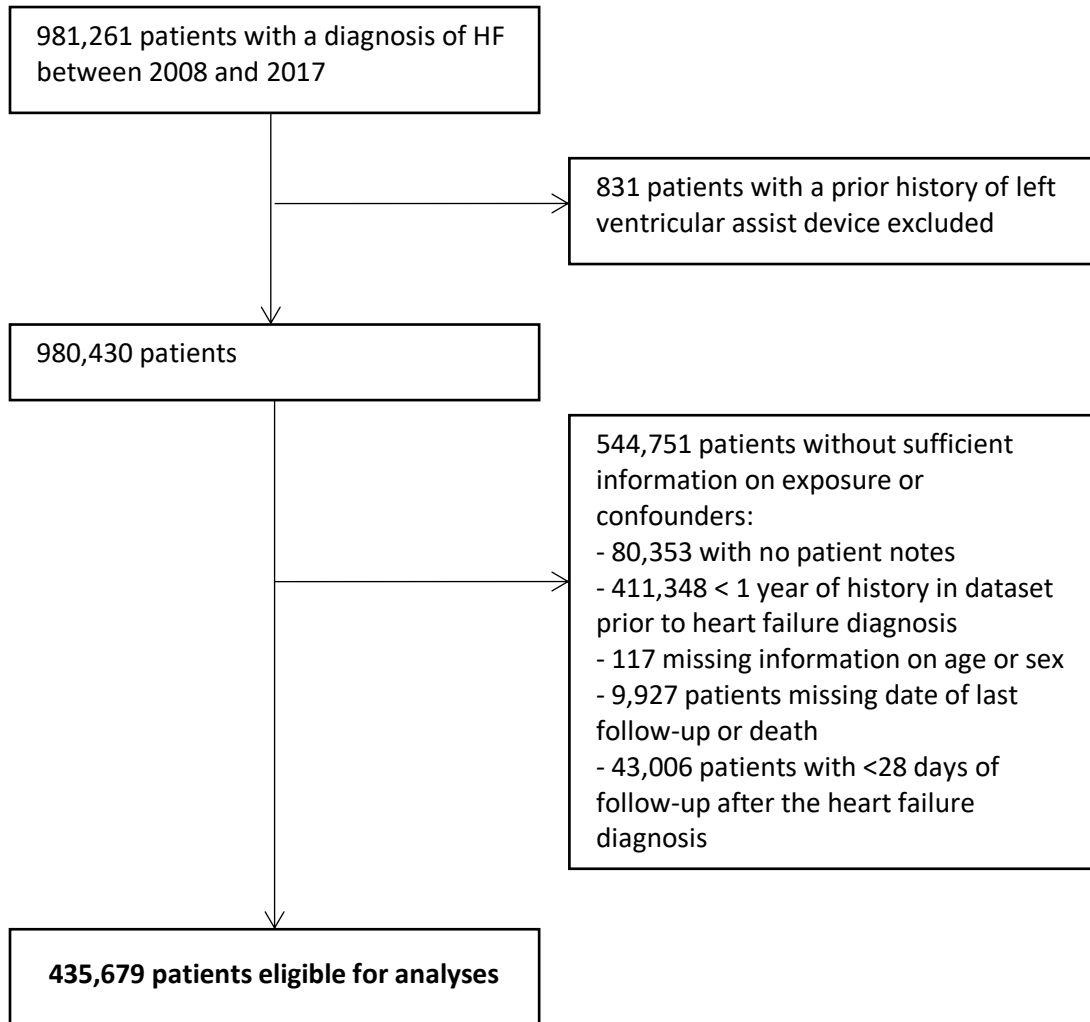 981,261 patients with a diagnosis of HF
between 2008 and 2017
831 patients with a prior history of left
ventricular assist device excluded
980,430 patients
544,751 patients without sufficient
information on exposure or
confounders:
- 80,353 with no patient notes
- 411,348 < 1 year of history in dataset
prior to heart failure diagnosis
- 117 missing information on age or sex
- 9,927 patients missing date of last
follow-up or death
- 43,006 patients with <28 days of
follow-up after the heart failure
diagnosis
435,679 patients eligible for analyses